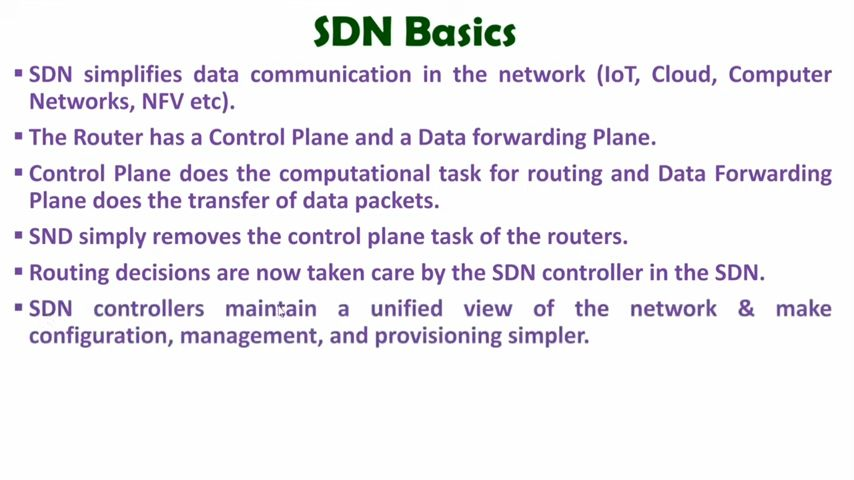 SDN Basics
▪ SDN simplifies data communication in the network (IoT, Cloud, Computer
Networks, NFV etc).
▪ The Router has a Control Plane and a Data forwarding Plane.
▪ Control Plane does the computational task for routing and Data Forwarding
Plane does the transfer of data packets.
▪ SND simply removes the control plane task of the routers.
▪ Routing decisions are now taken care by the SDN controller in the SDN.
▪ SDN controllers maintain a unified view of the network & make
configuration, management, and provisioning simpler.